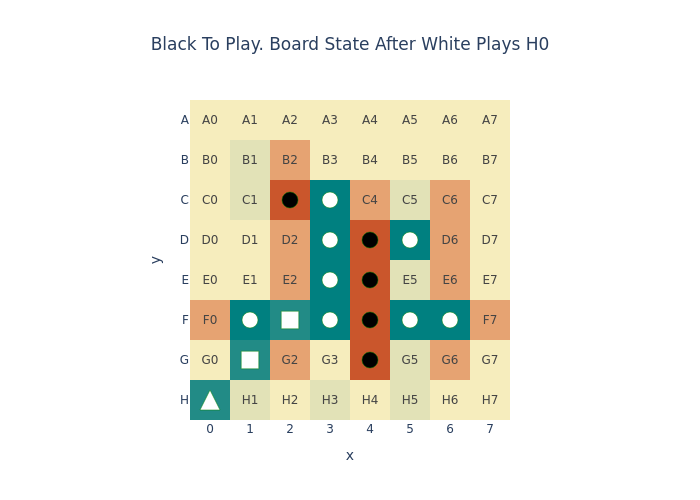 Black To Play. Board State After White Plays H0
A A0 A1 A2 A3 A4 A5 A6 A7
B B0 B1 B2 B3 B4 B5 B6 B7
C C0 C1 C4 C5 C6 C7
D D0 D1 D2 D6 D7
E E0 E1 E2 E5 E6 E7
F F0 F7
G G0 G2 G3 G5 G6 G7
H H1 H2 H3 H4 H5 H6 H7
0 1 2 3 4 5 6 7
x
y